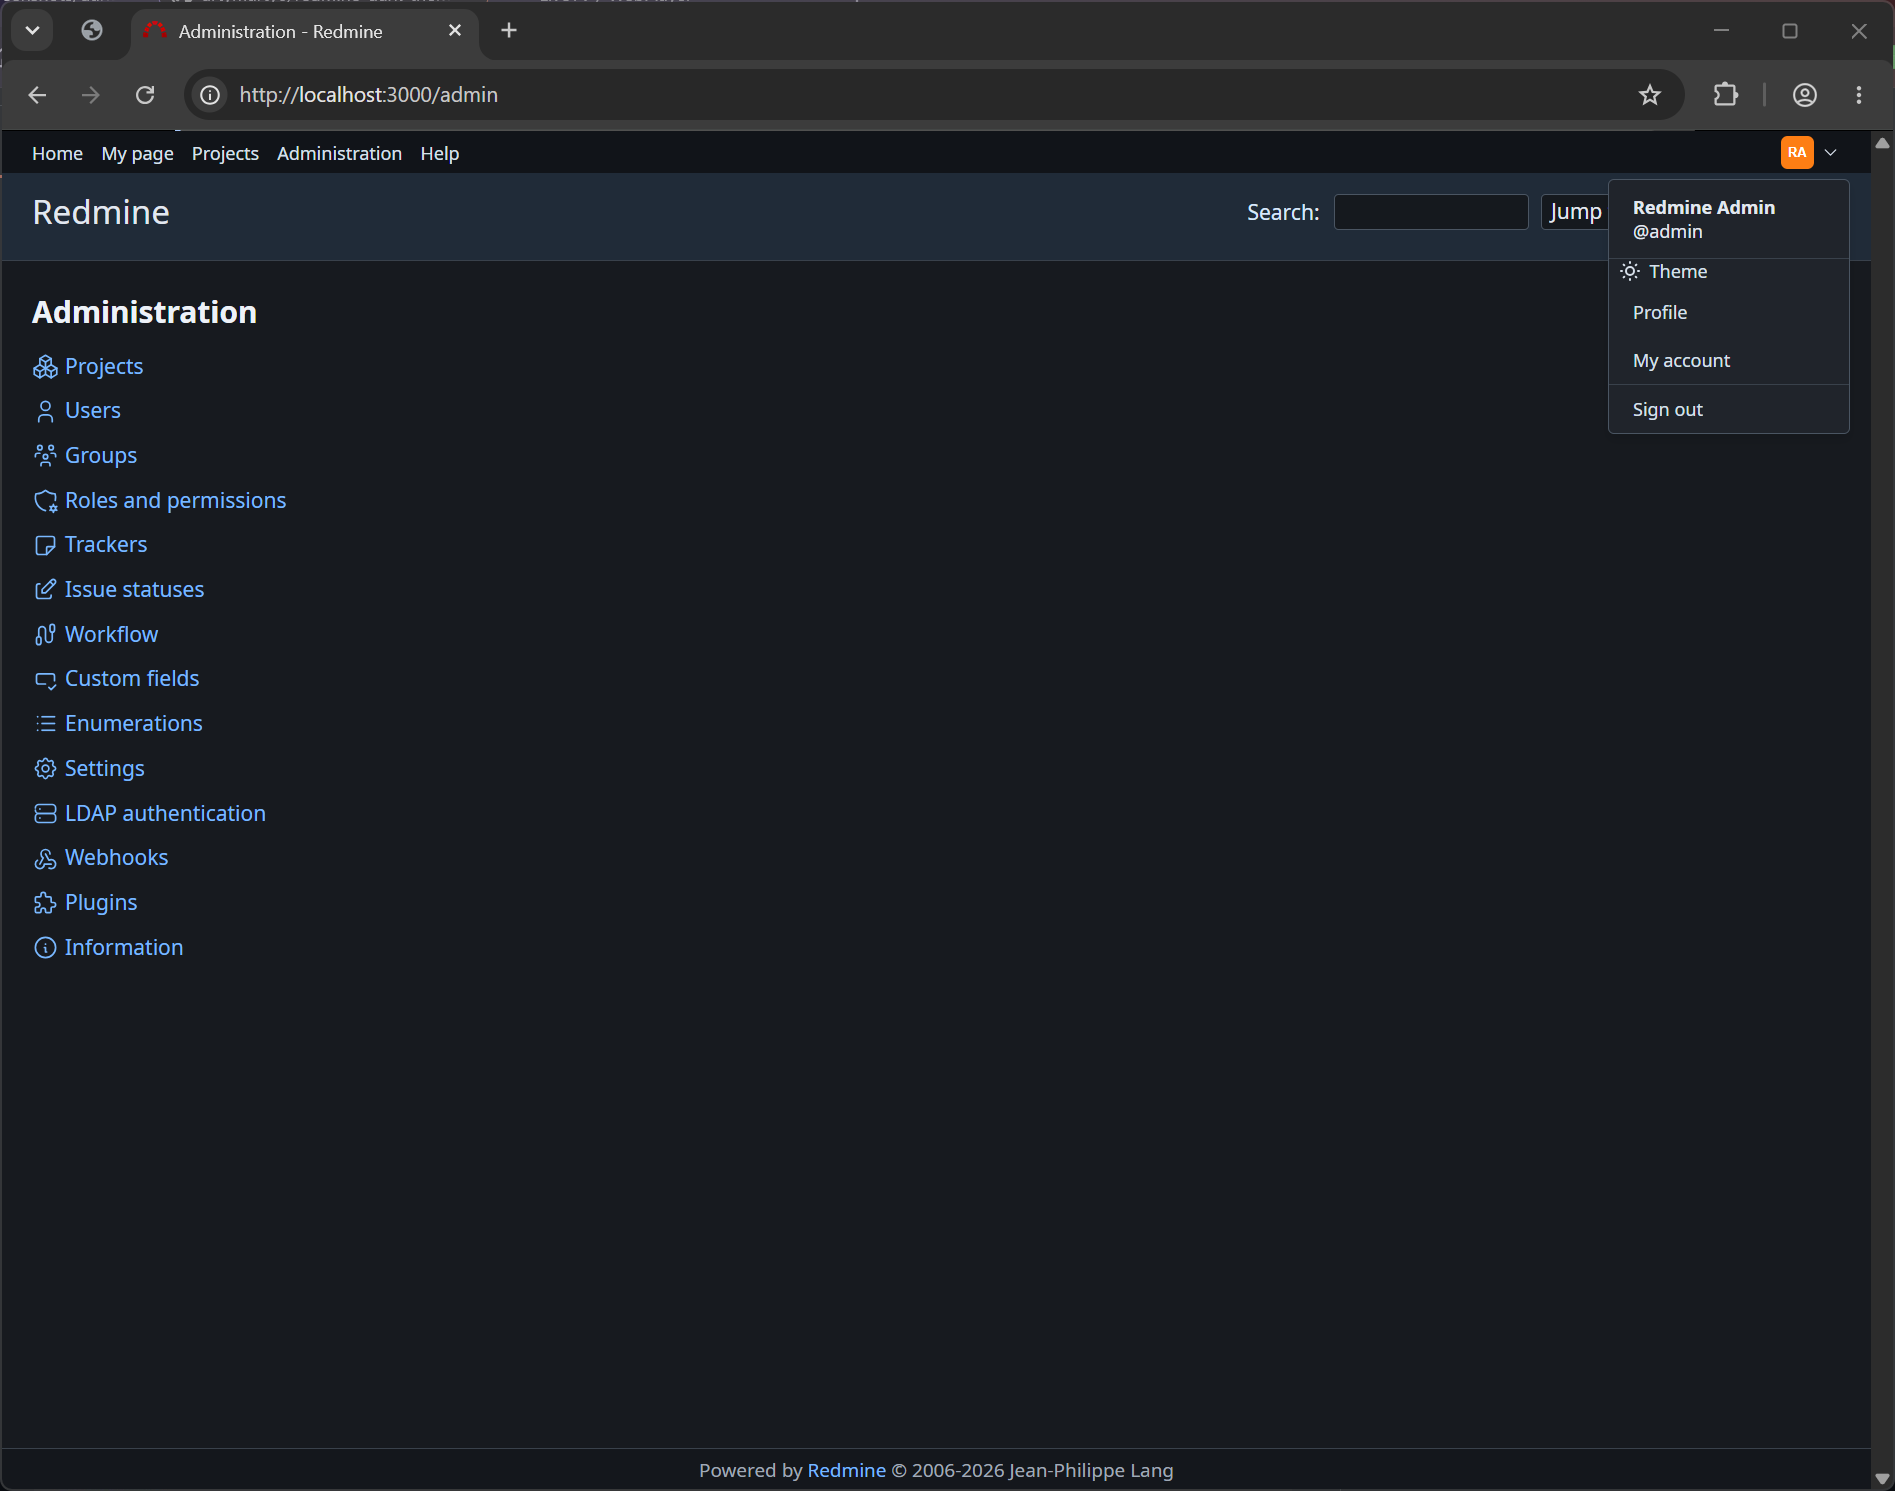 Administration - Redmine
http://localhost:3000/admin
Home My page Projects Administration Help
RA
Redmine
Search:
Jump
Redmine Admin
@admin
Theme
Profile
My account
Sign out
Administration
Projects
Users
Groups
Roles and permissions
Trackers
Issue statuses
Workflow
Custom fields
Enumerations
Settings
LDAP authentication
Webhooks
Plugins
Information
Powered by Redmine © 2006-2026 Jean-Philippe Lang